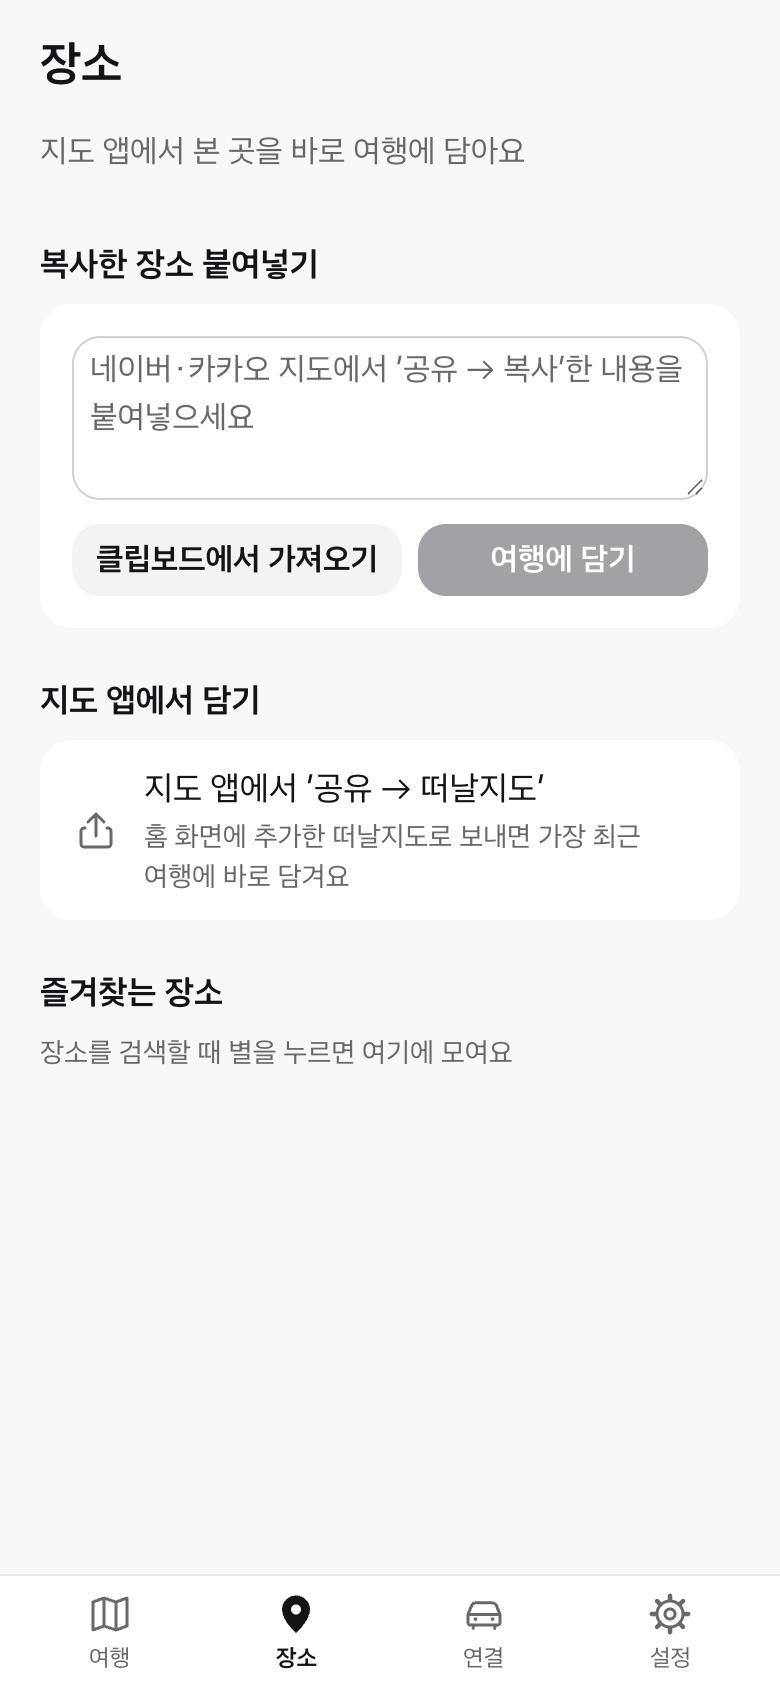 장소
지도 앱에서 본 곳을 바로 여행에 담아요
복사한 장소 붙여넣기
네이버·카카오 지도에서 '공유 → 복사'한 내용을
붙여넣으세요
클립보드에서 가져오기
여행에 담기
지도 앱에서 담기
지도 앱에서 '공유 → 떠날지도'
홈 화면에 추가한 떠날지도로 보내면 가장 최근
여행에 바로 담겨요
즐겨찾는 장소
장소를 검색할 때 별을 누르면 여기에 모여요
여행
장소
연결
설정